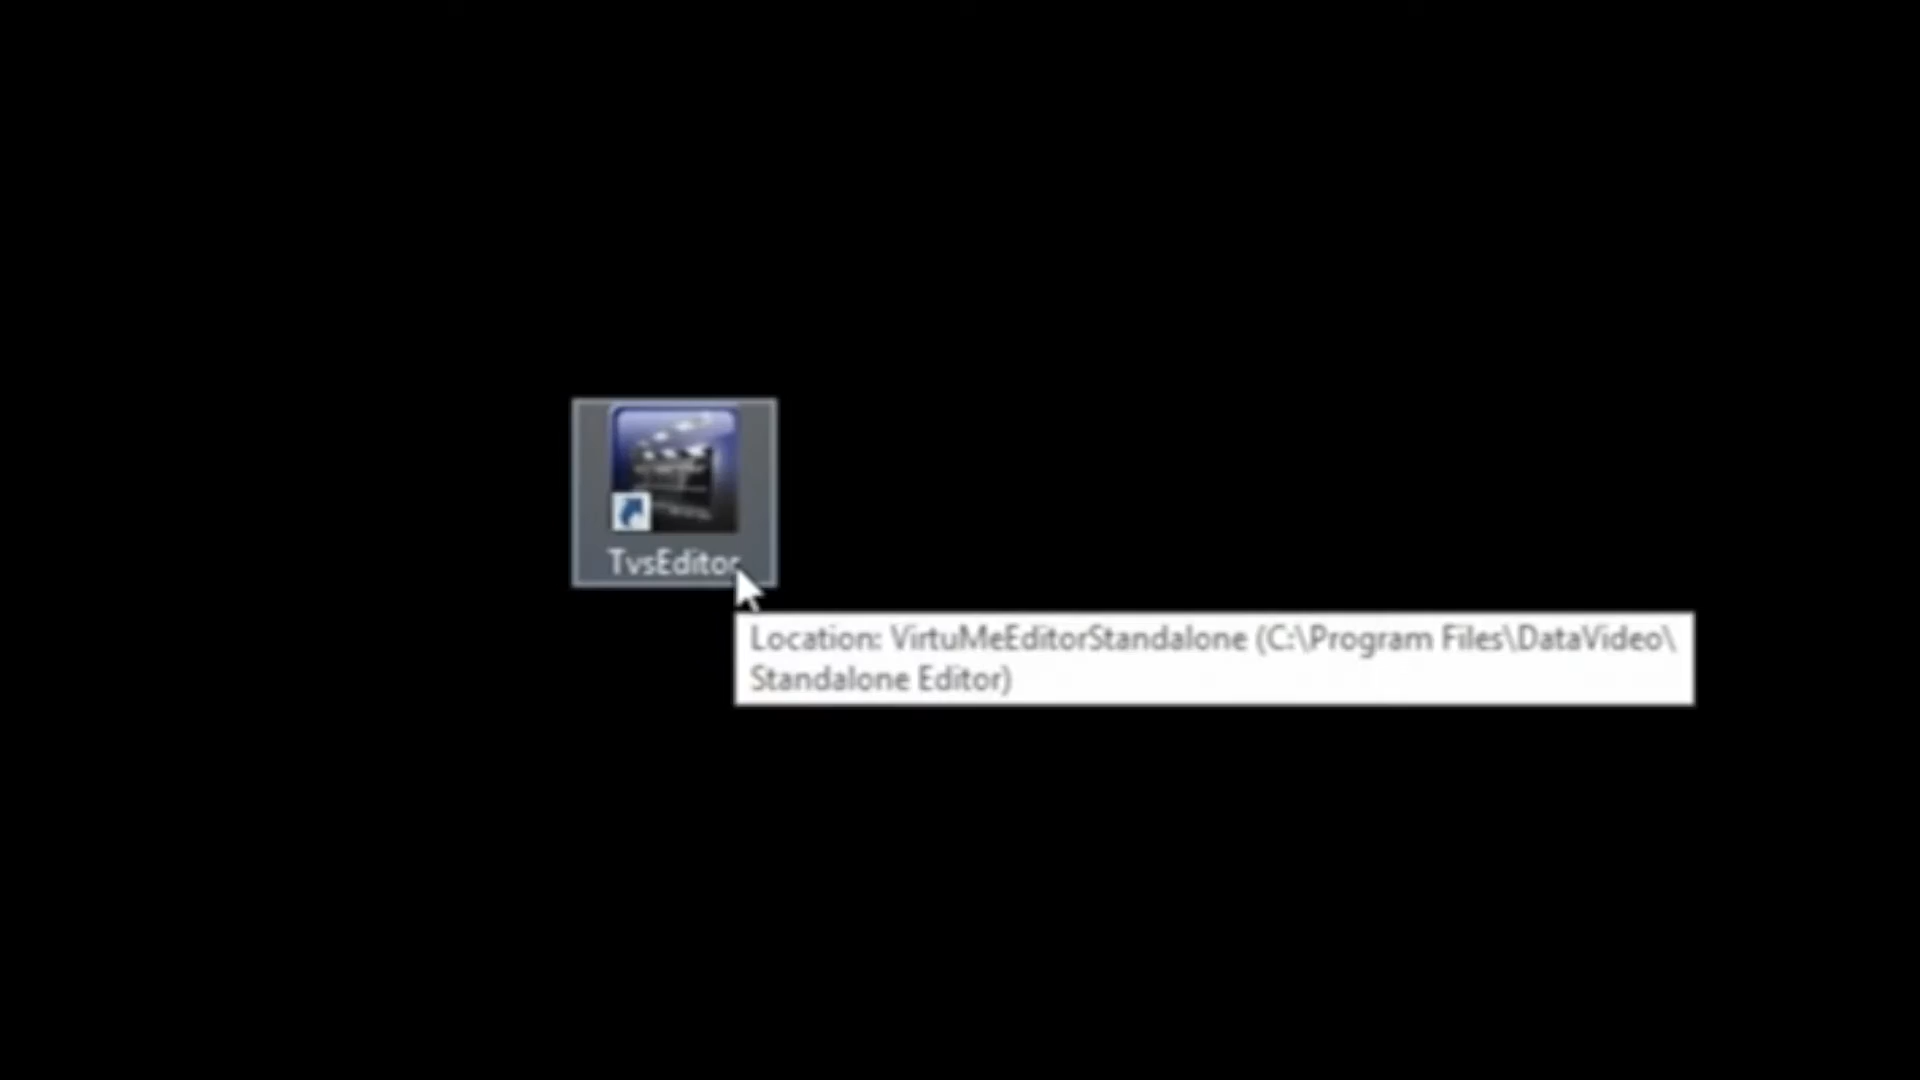 TvsEditor
Location: VirtuMeEditorStandalone (C:\Program Files\DataVideo\
Standalone Editor)